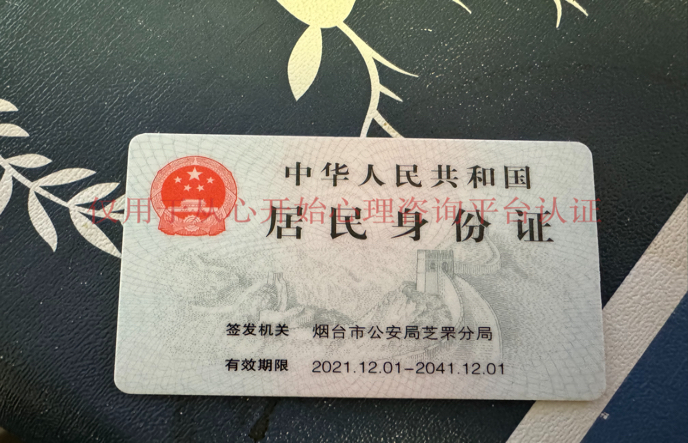 中华人民共和国
仅用于从心开始心理咨询平台认证
居民身份证
签发机关 烟台市公安局芝罘分局
有效期限 2021.12.01-2041.12.01